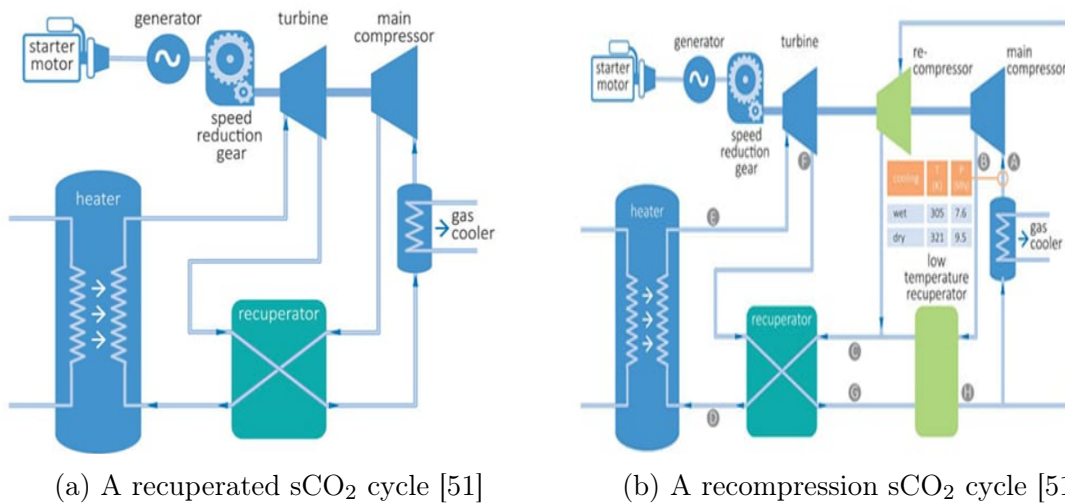 starter
motor
generator
turbine
main
compressor
speed
reduction
gear
heater
gas
cooler
recuperator
(a) A recuperated sCO₂ cycle [51]
starter
motor
generator
turbine
re-
compressor
main
compressor
speed
reduction
gear
F
B
A
cooling T (K) P (MPa)
wet 305 7.6
dry 321 9.5
heater
E
gas
cooler
low
temperature
recuperator
recuperator
C
G
H
D
(b) A recompression sCO₂ cycle [51